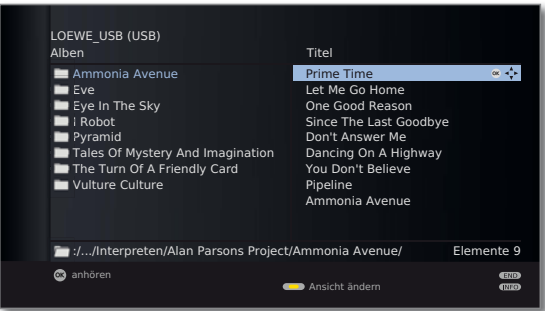 LOEWE_USB (USB)
Alben Titel
Ammonia Avenue Prime Time OK
Eve Let Me Go Home
Eye In The Sky One Good Reason
I Robot Since The Last Goodbye
Pyramid Don't Answer Me
Tales Of Mystery And Imagination Dancing On A Highway
The Turn Of A Friendly Card You Don't Believe
Vulture Culture Pipeline
Ammonia Avenue
:/.../Interpreten/Alan Parsons Project/Ammonia Avenue/ Elemente 9
OK anhören END
Ansicht ändern INFO